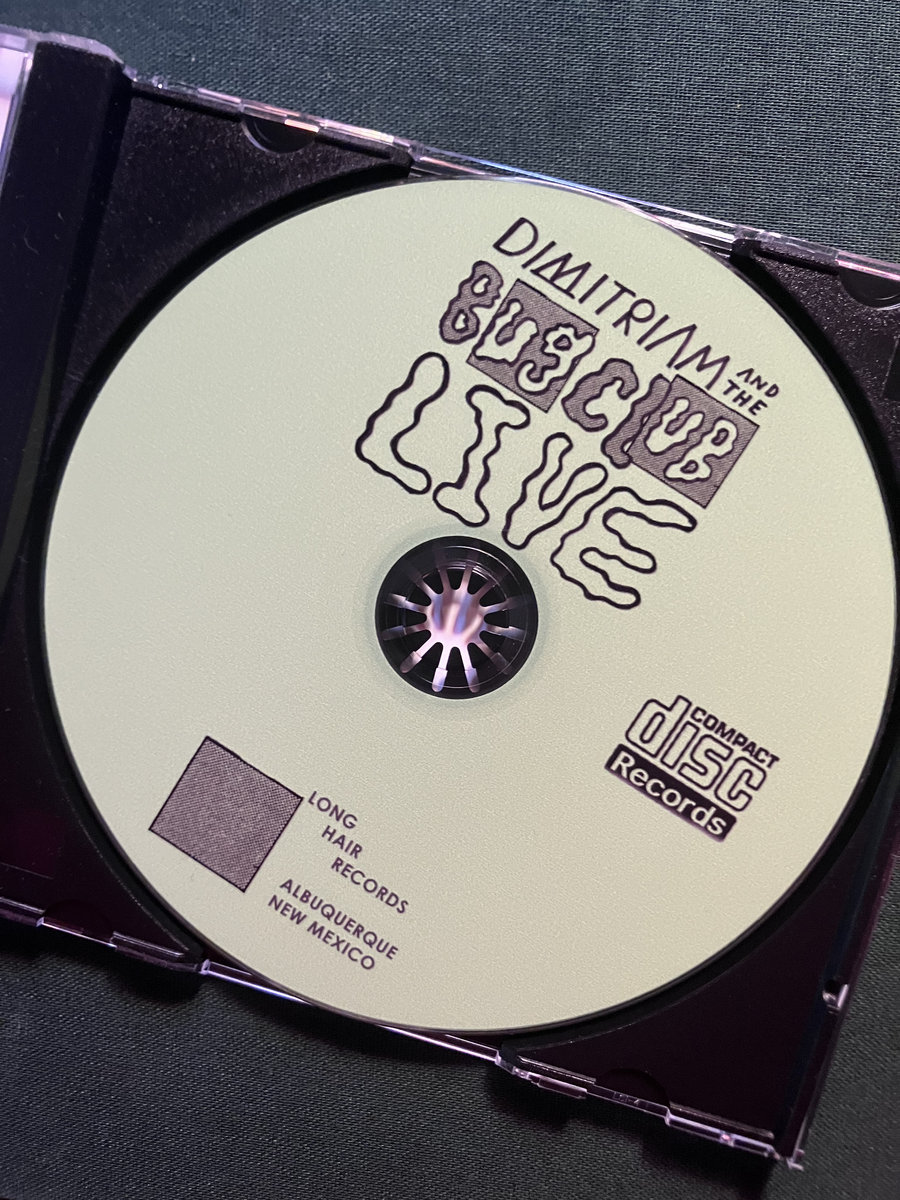 DIMITRIAM AND THE
BUG CLUB
LIVE
COMPACT
disc
Records
LONG
HAIR
RECORDS
ALBUQUERQUE
NEW MEXICO